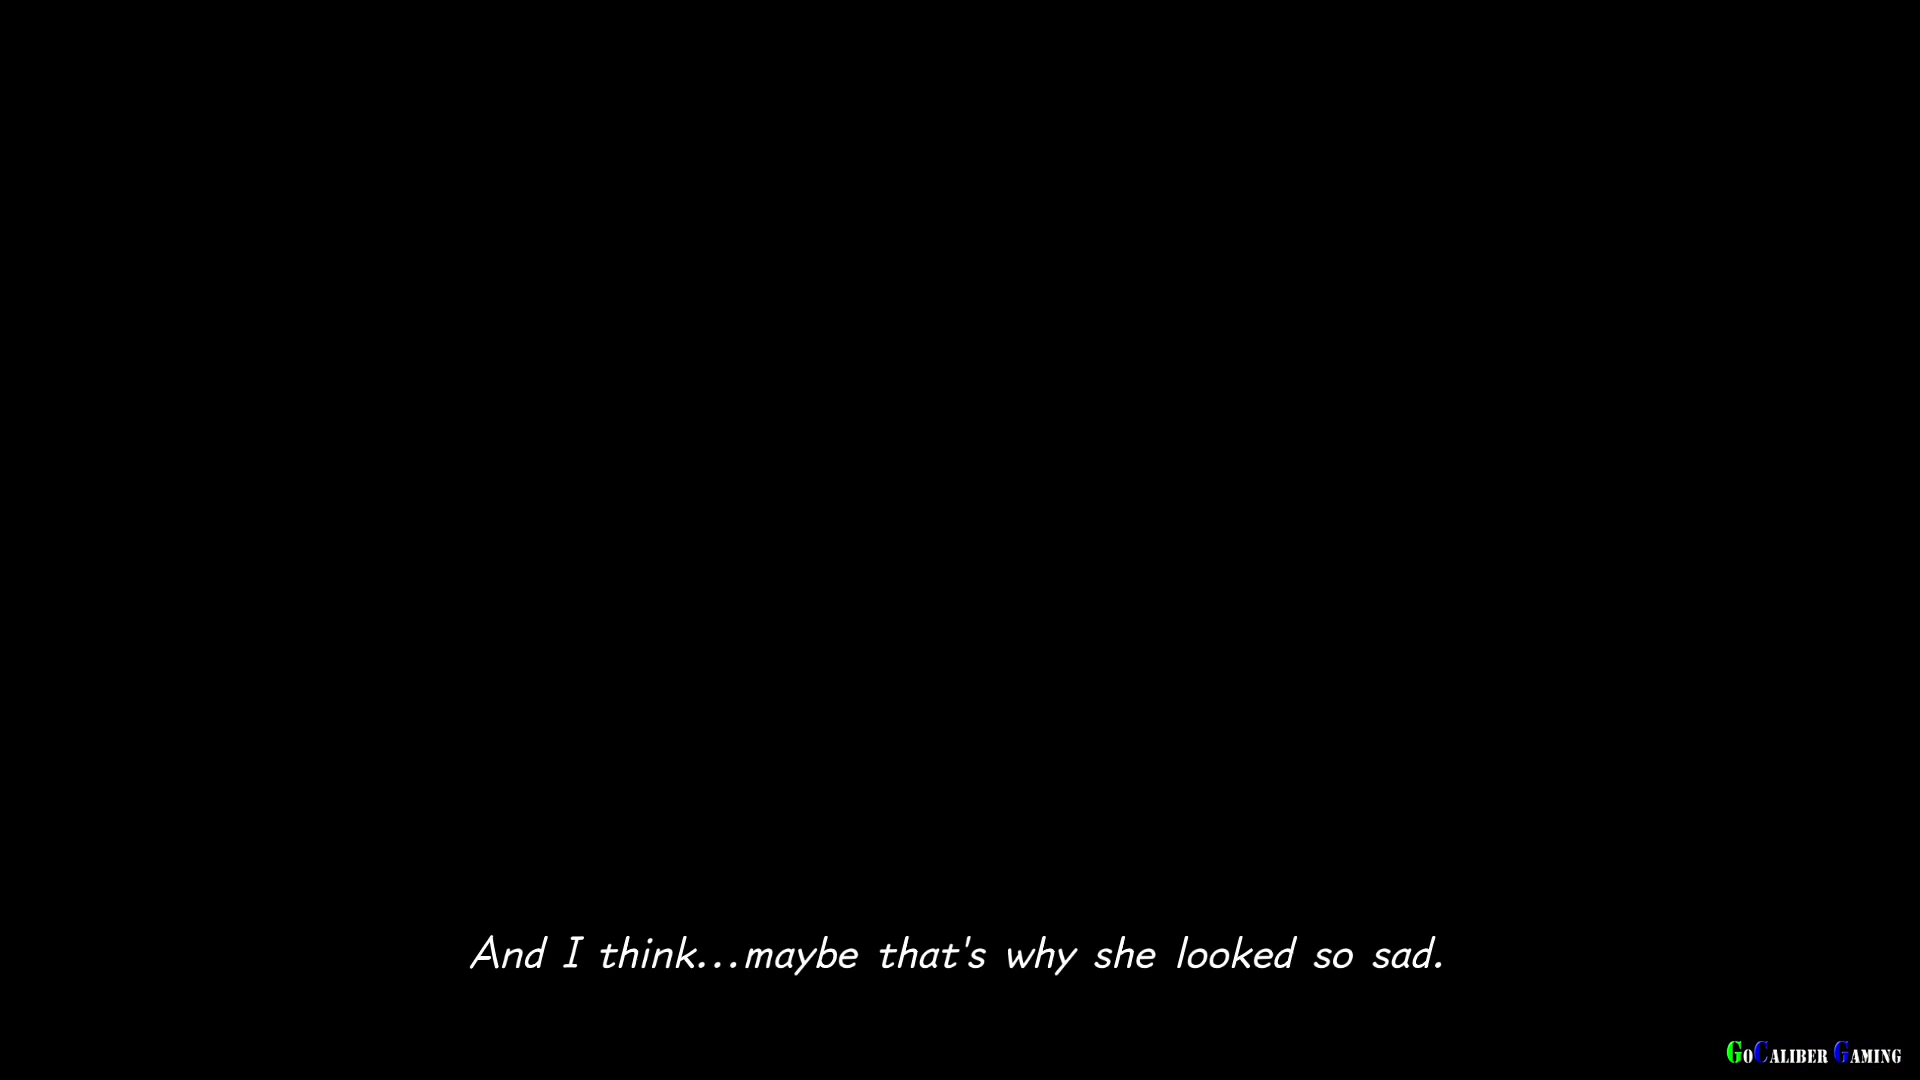 And I think...maybe that's why she looked so sad.
GoCaliber Gaming